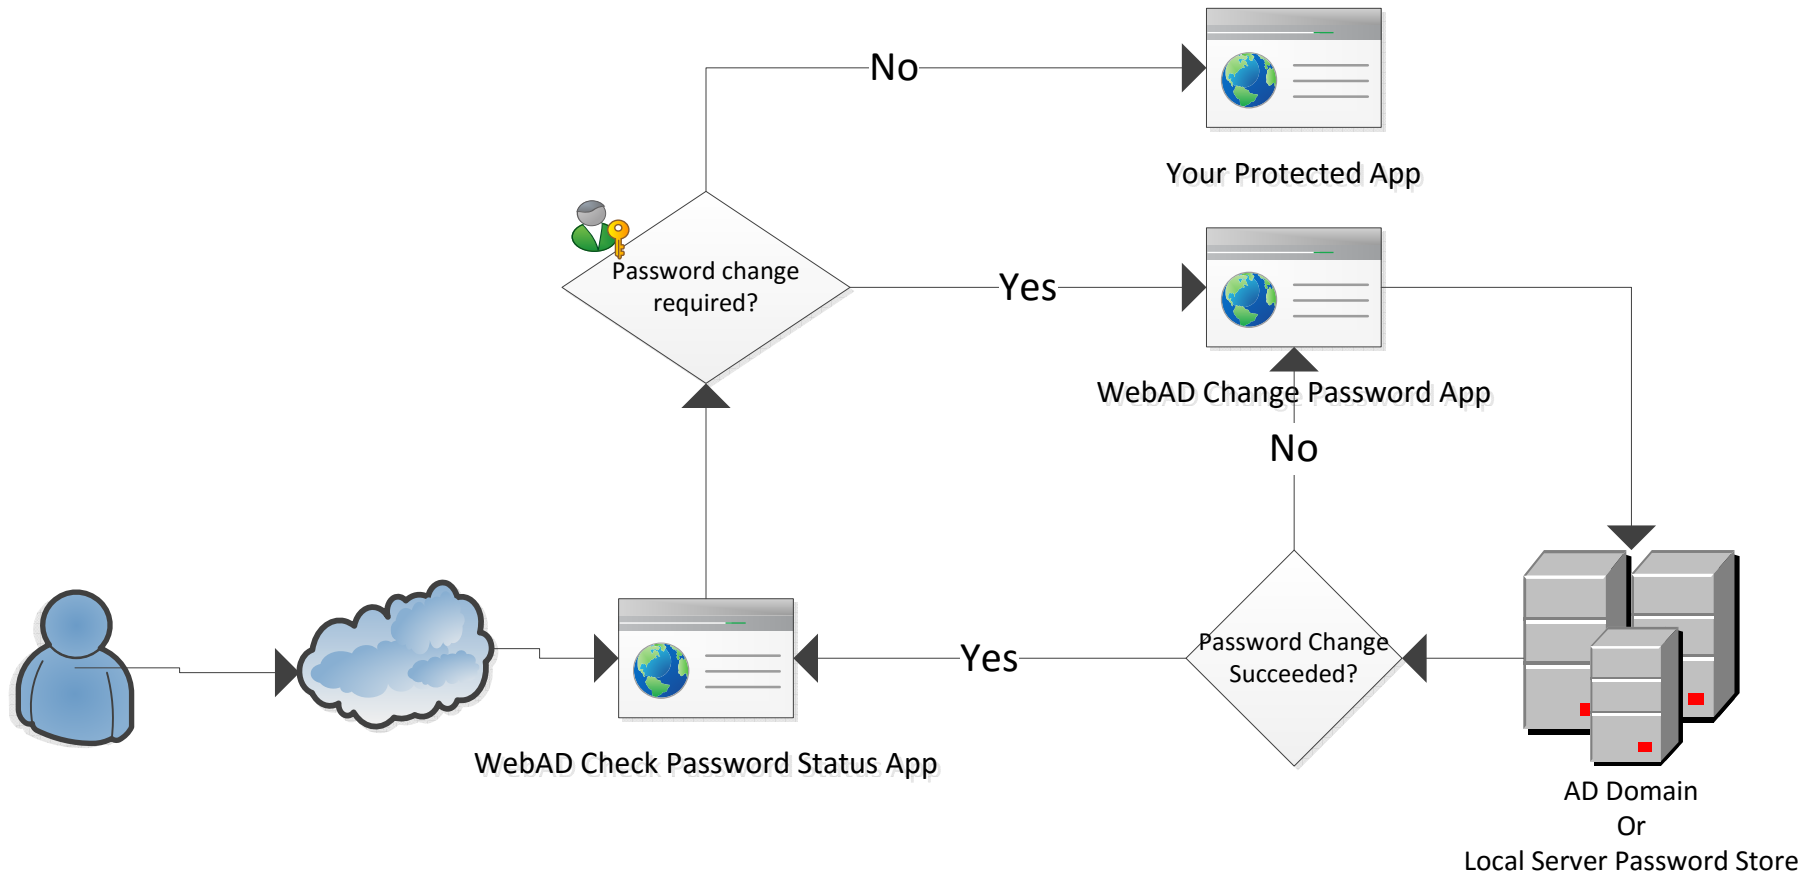 No
Your Protected App
Password change
required?
Yes
WebAD Change Password App
No
Password Change
Succeeded?
Yes
WebAD Check Password Status App
AD Domain
Or
Local Server Password Store